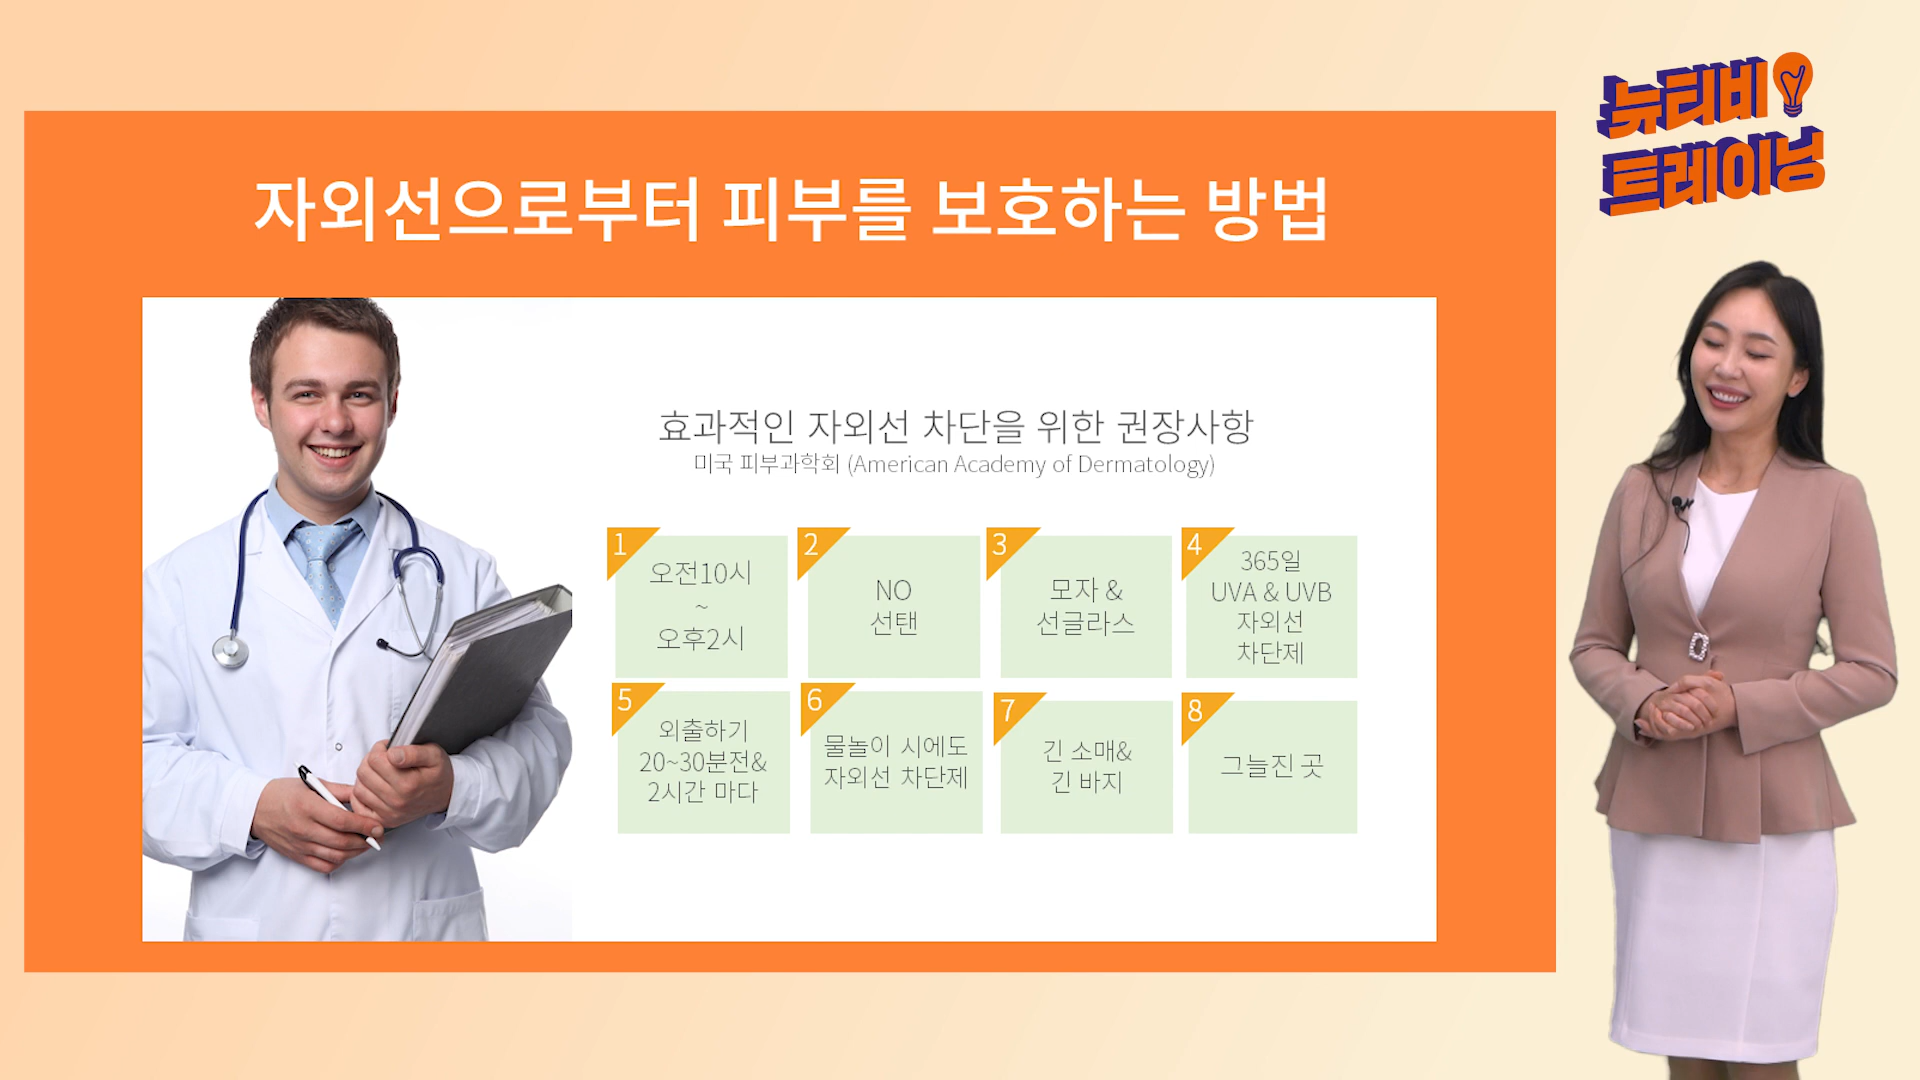 뉴티비
트레이닝
자외선으로부터 피부를 보호하는 방법
효과적인 자외선 차단을 위한 권장사항
미국 피부과학회 (American Academy of Dermatology)
1
오전10시
~
오후2시
2
NO
선탠
3
모자 &
선글라스
4
365일
UVA & UVB
자외선
차단제
5
외출하기
20~30분전&
2시간 마다
6
물놀이 시에도
자외선 차단제
7
긴 소매&
긴 바지
8
그늘진 곳